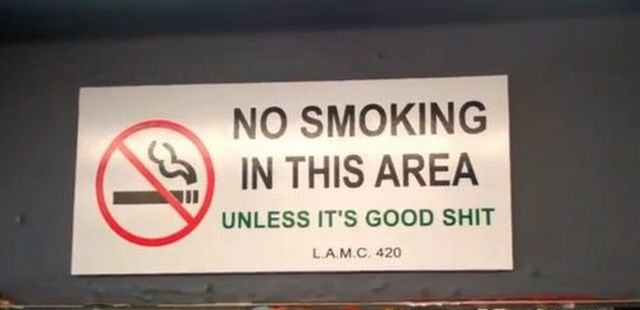 NO SMOKING
IN THIS AREA
UNLESS IT'S GOOD SHIT
L.A.M.C. 420